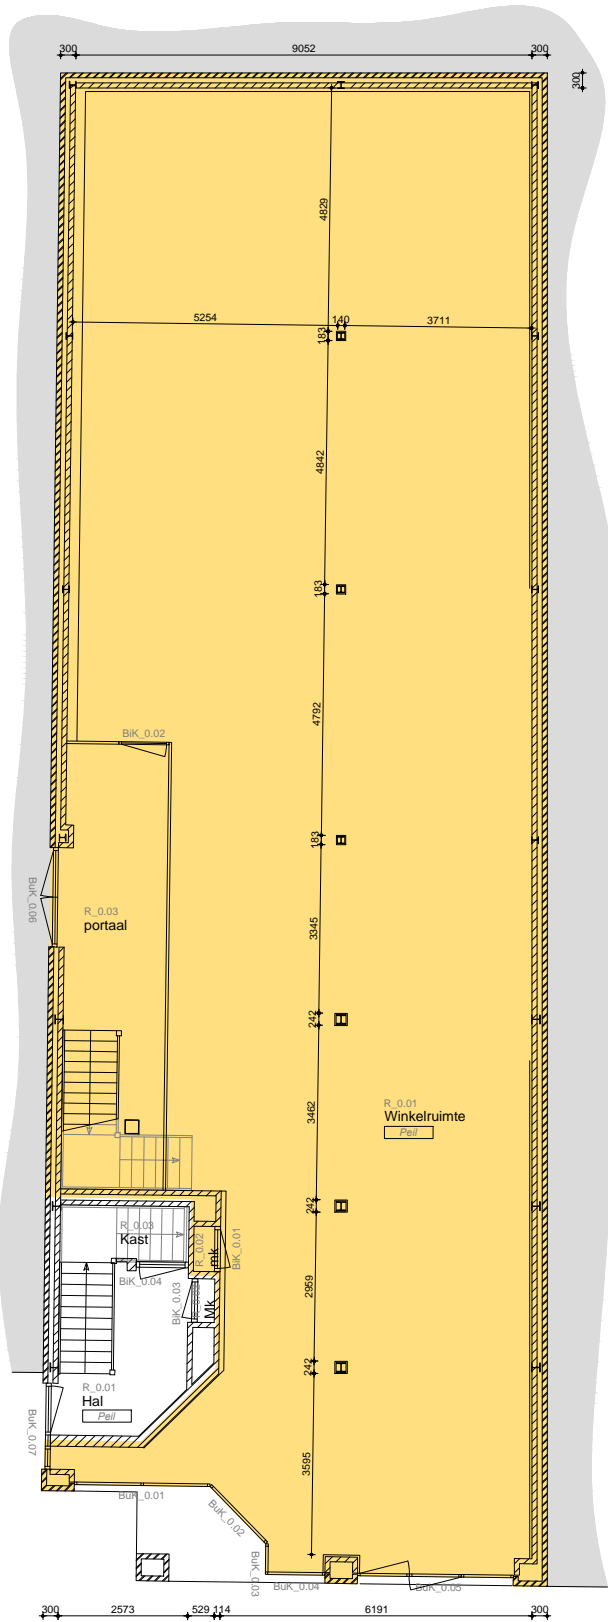 300 9052 300
300
4829
5254 140 3711
183
4842
183
4792
BiK_0.02
183
BuK_0.06
R_0.03
portaal
3345
242
R_0.01
Winkelruimte
Peil
3462
242
R_0.03
Kast
R_0.02
mk
BiK_0.01
BiK_0.04
BiK_0.03
Mk
2959
242
R_0.01
Hal
Peil
BuK_0.07
3595
BuK_0.01
BuK_0.02
BuK_0.03
BuK_0.04
BuK_0.05
300 2573 529 114 6191 300